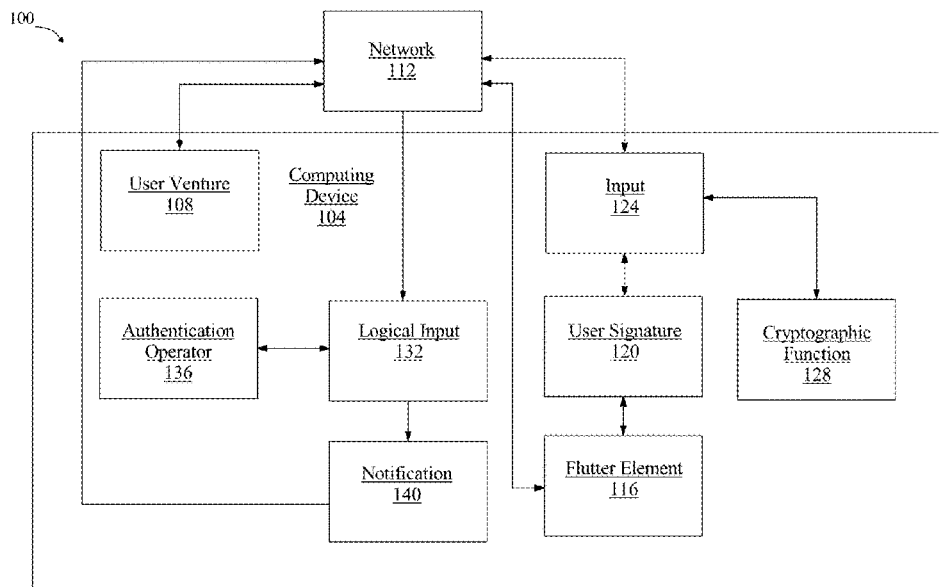 100
Network
112
User Venture
108
Computing
Device
104
Input
124
Authentication
Operator
136
Logical Input
132
User Signature
120
Cryptographic
Function
128
Notification
140
Flutter Element
116